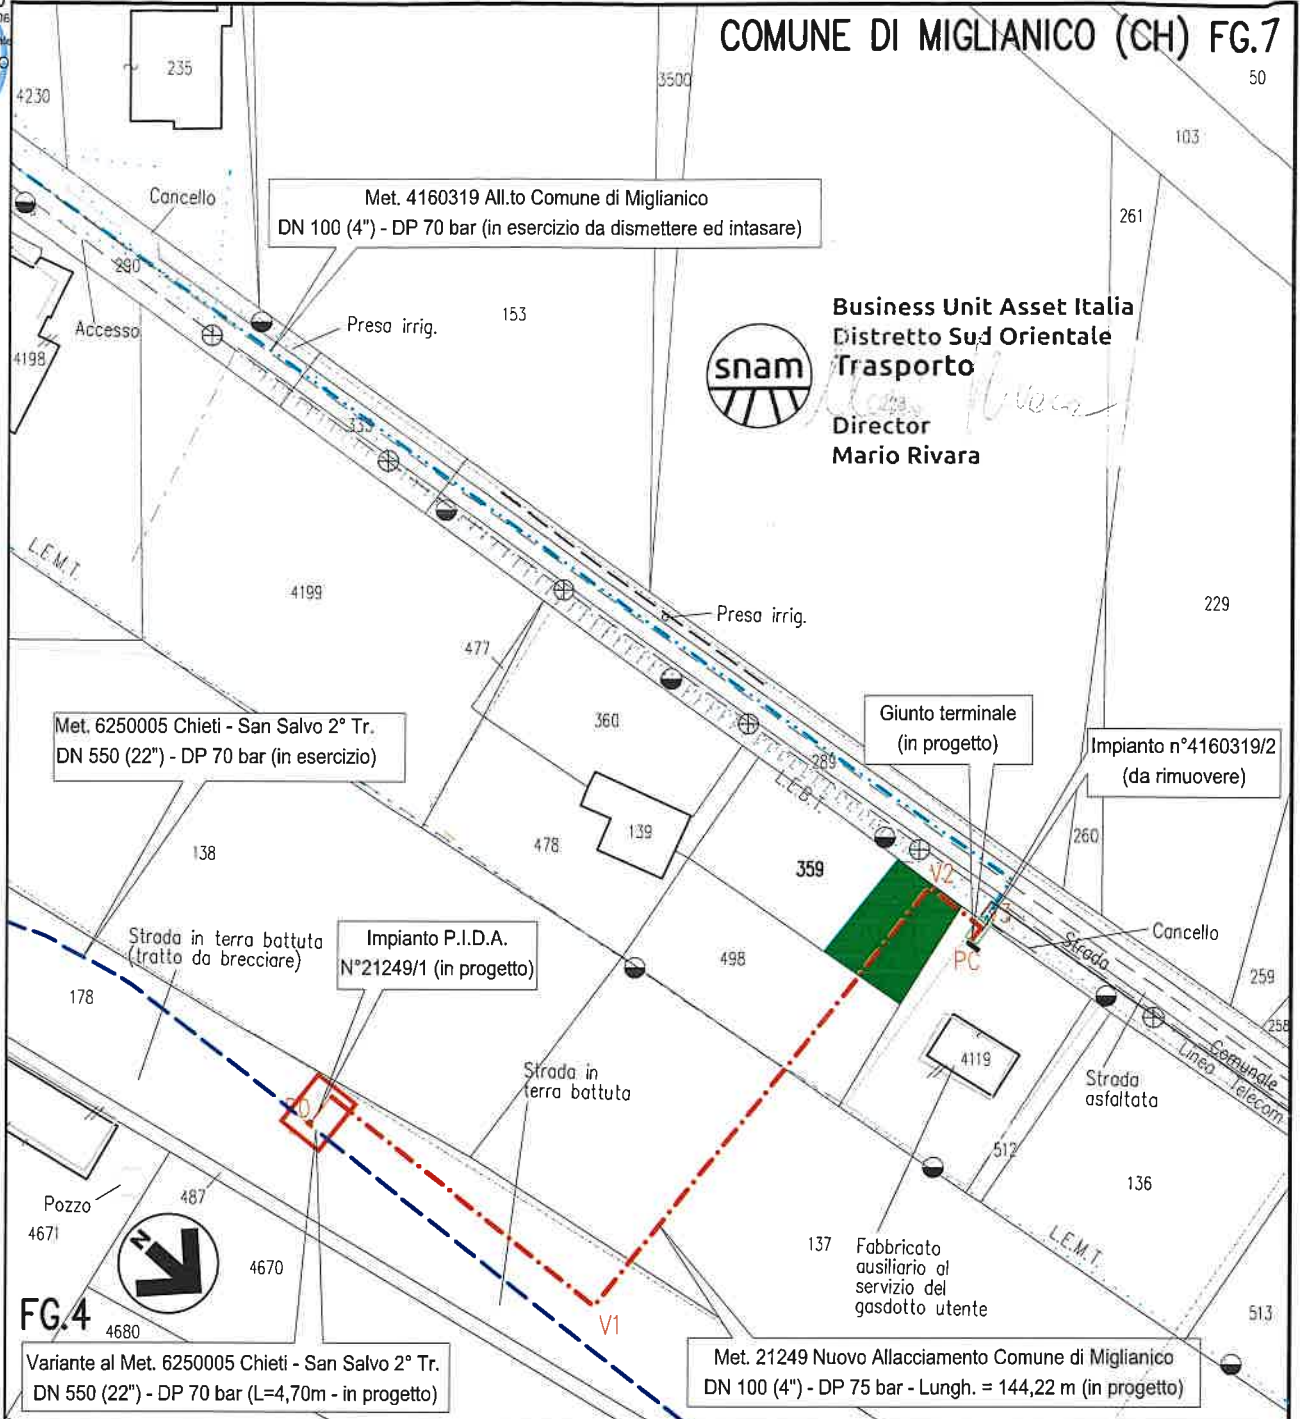 COMUNE DI MIGLIANICO (CH) FG.7
235
4230
3500
50
103
Cancello
Met. 4160319 All.to Comune di Miglianico
DN 100 (4") - DP 70 bar (in esercizio da dismettere ed intasare)
261
290
Accesso
Presa irrig.
153
4198
snam
Business Unit Asset Italia
Distretto Sud Orientale
Trasporto
Director
Mario Rivara
335
L.E.M.T.
4199
477
Presa irrig.
229
360
Met. 6250005 Chieti - San Salvo 2° Tr.
DN 550 (22") - DP 70 bar (in esercizio)
Giunto terminale
(in progetto)
Impianto n°4160319/2
(da rimuovere)
289
L.E.B.T.
139
478
138
359
260
V2
Strada in terra battuta
(tratto da brecciare)
Impianto P.I.D.A.
N°21249/1 (in progetto)
498
PC
Strada
Comunale
Cancello
259
258
178
4119
Linea Telecom
Strada
asfaltata
Strada in
terra battuta
512
136
Pozzo
487
4671
N
4670
137
Fabbricato
ausiliario al
servizio del
gasdotto utente
L.E.M.T.
513
FG.4
4680
V1
Variante al Met. 6250005 Chieti - San Salvo 2° Tr.
DN 550 (22") - DP 70 bar (L=4,70m - in progetto)
Met. 21249 Nuovo Allacciamento Comune di Miglianico
DN 100 (4") - DP 75 bar - Lungh. = 144,22 m (in progetto)